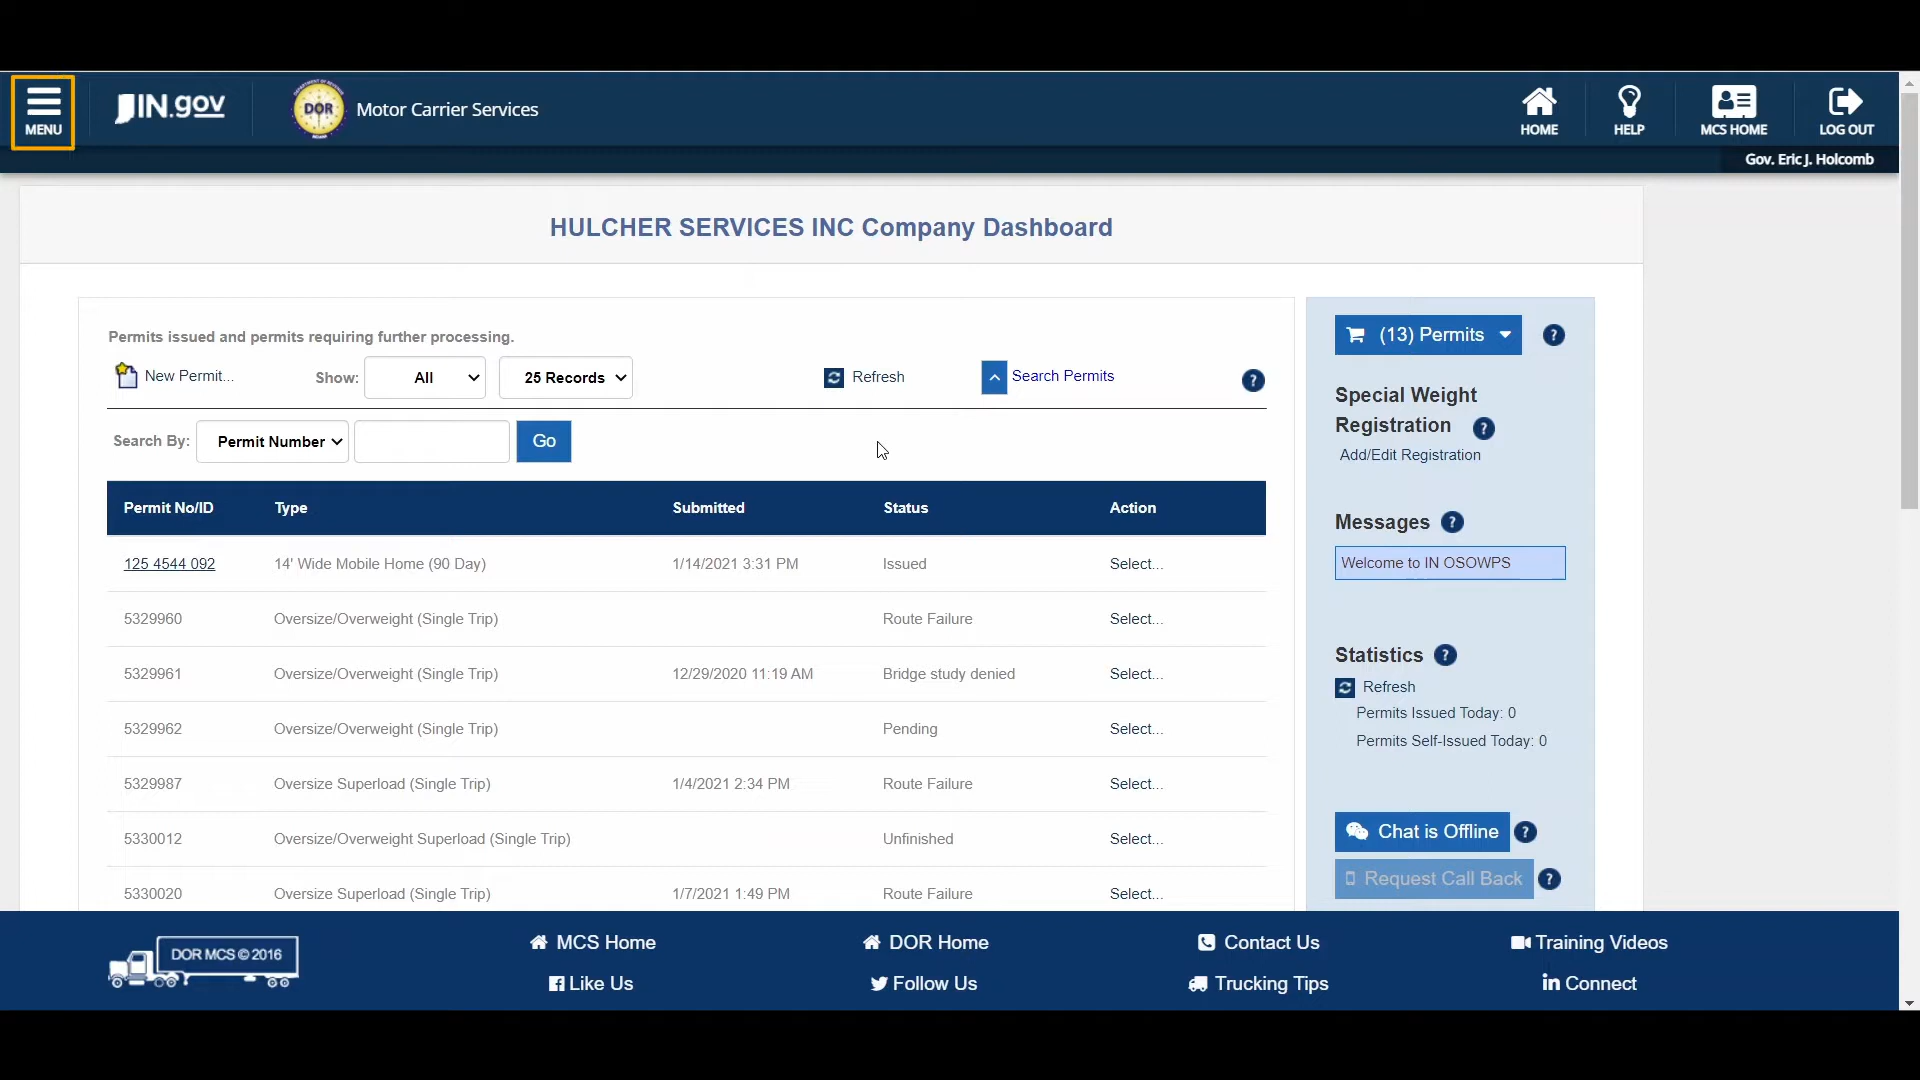 MENU
IN.gov
DOR
Motor Carrier Services
HOME
HELP
MCS HOME
LOG OUT
Gov. Eric J. Holcomb
HULCHER SERVICES INC Company Dashboard
Permits issued and permits requiring further processing.
New Permit...
Show:
All
25 Records
Refresh
Search Permits
?
Search By:
Permit Number
Go
Permit No/ID Type Submitted Status Action
125 4544 092 14' Wide Mobile Home (90 Day) 1/14/2021 3:31 PM Issued Select...
5329960 Oversize/Overweight (Single Trip) Route Failure Select...
5329961 Oversize/Overweight (Single Trip) 12/29/2020 11:19 AM Bridge study denied Select...
5329962 Oversize/Overweight (Single Trip) Pending Select...
5329987 Oversize Superload (Single Trip) 1/4/2021 2:34 PM Route Failure Select...
5330012 Oversize/Overweight Superload (Single Trip) Unfinished Select...
5330020 Oversize Superload (Single Trip) 1/7/2021 1:49 PM Route Failure Select...
(13) Permits ?
Special Weight
Registration ?
Add/Edit Registration
Messages ?
Welcome to IN OSOWPS
Statistics ?
Refresh
Permits Issued Today: 0
Permits Self-Issued Today: 0
Chat is Offline ?
Request Call Back ?
DOR MCS © 2016
MCS Home
DOR Home
Contact Us
Training Videos
Like Us
Follow Us
Trucking Tips
Connect